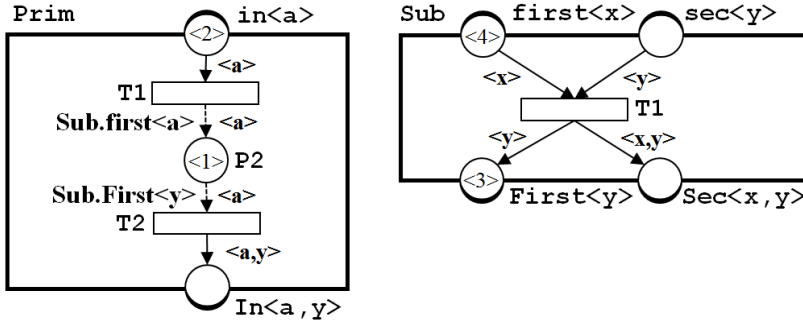 Prim
in<a>
<2>
<a>
T1
Sub.first<a>
<a>
<1>
P2
Sub.First<y>
<a>
T2
<a,y>
In<a,y>
Sub
first<x>
sec<y>
<4>
<x>
<y>
T1
<y>
<x,y>
<3>
First<y>
Sec<x,y>